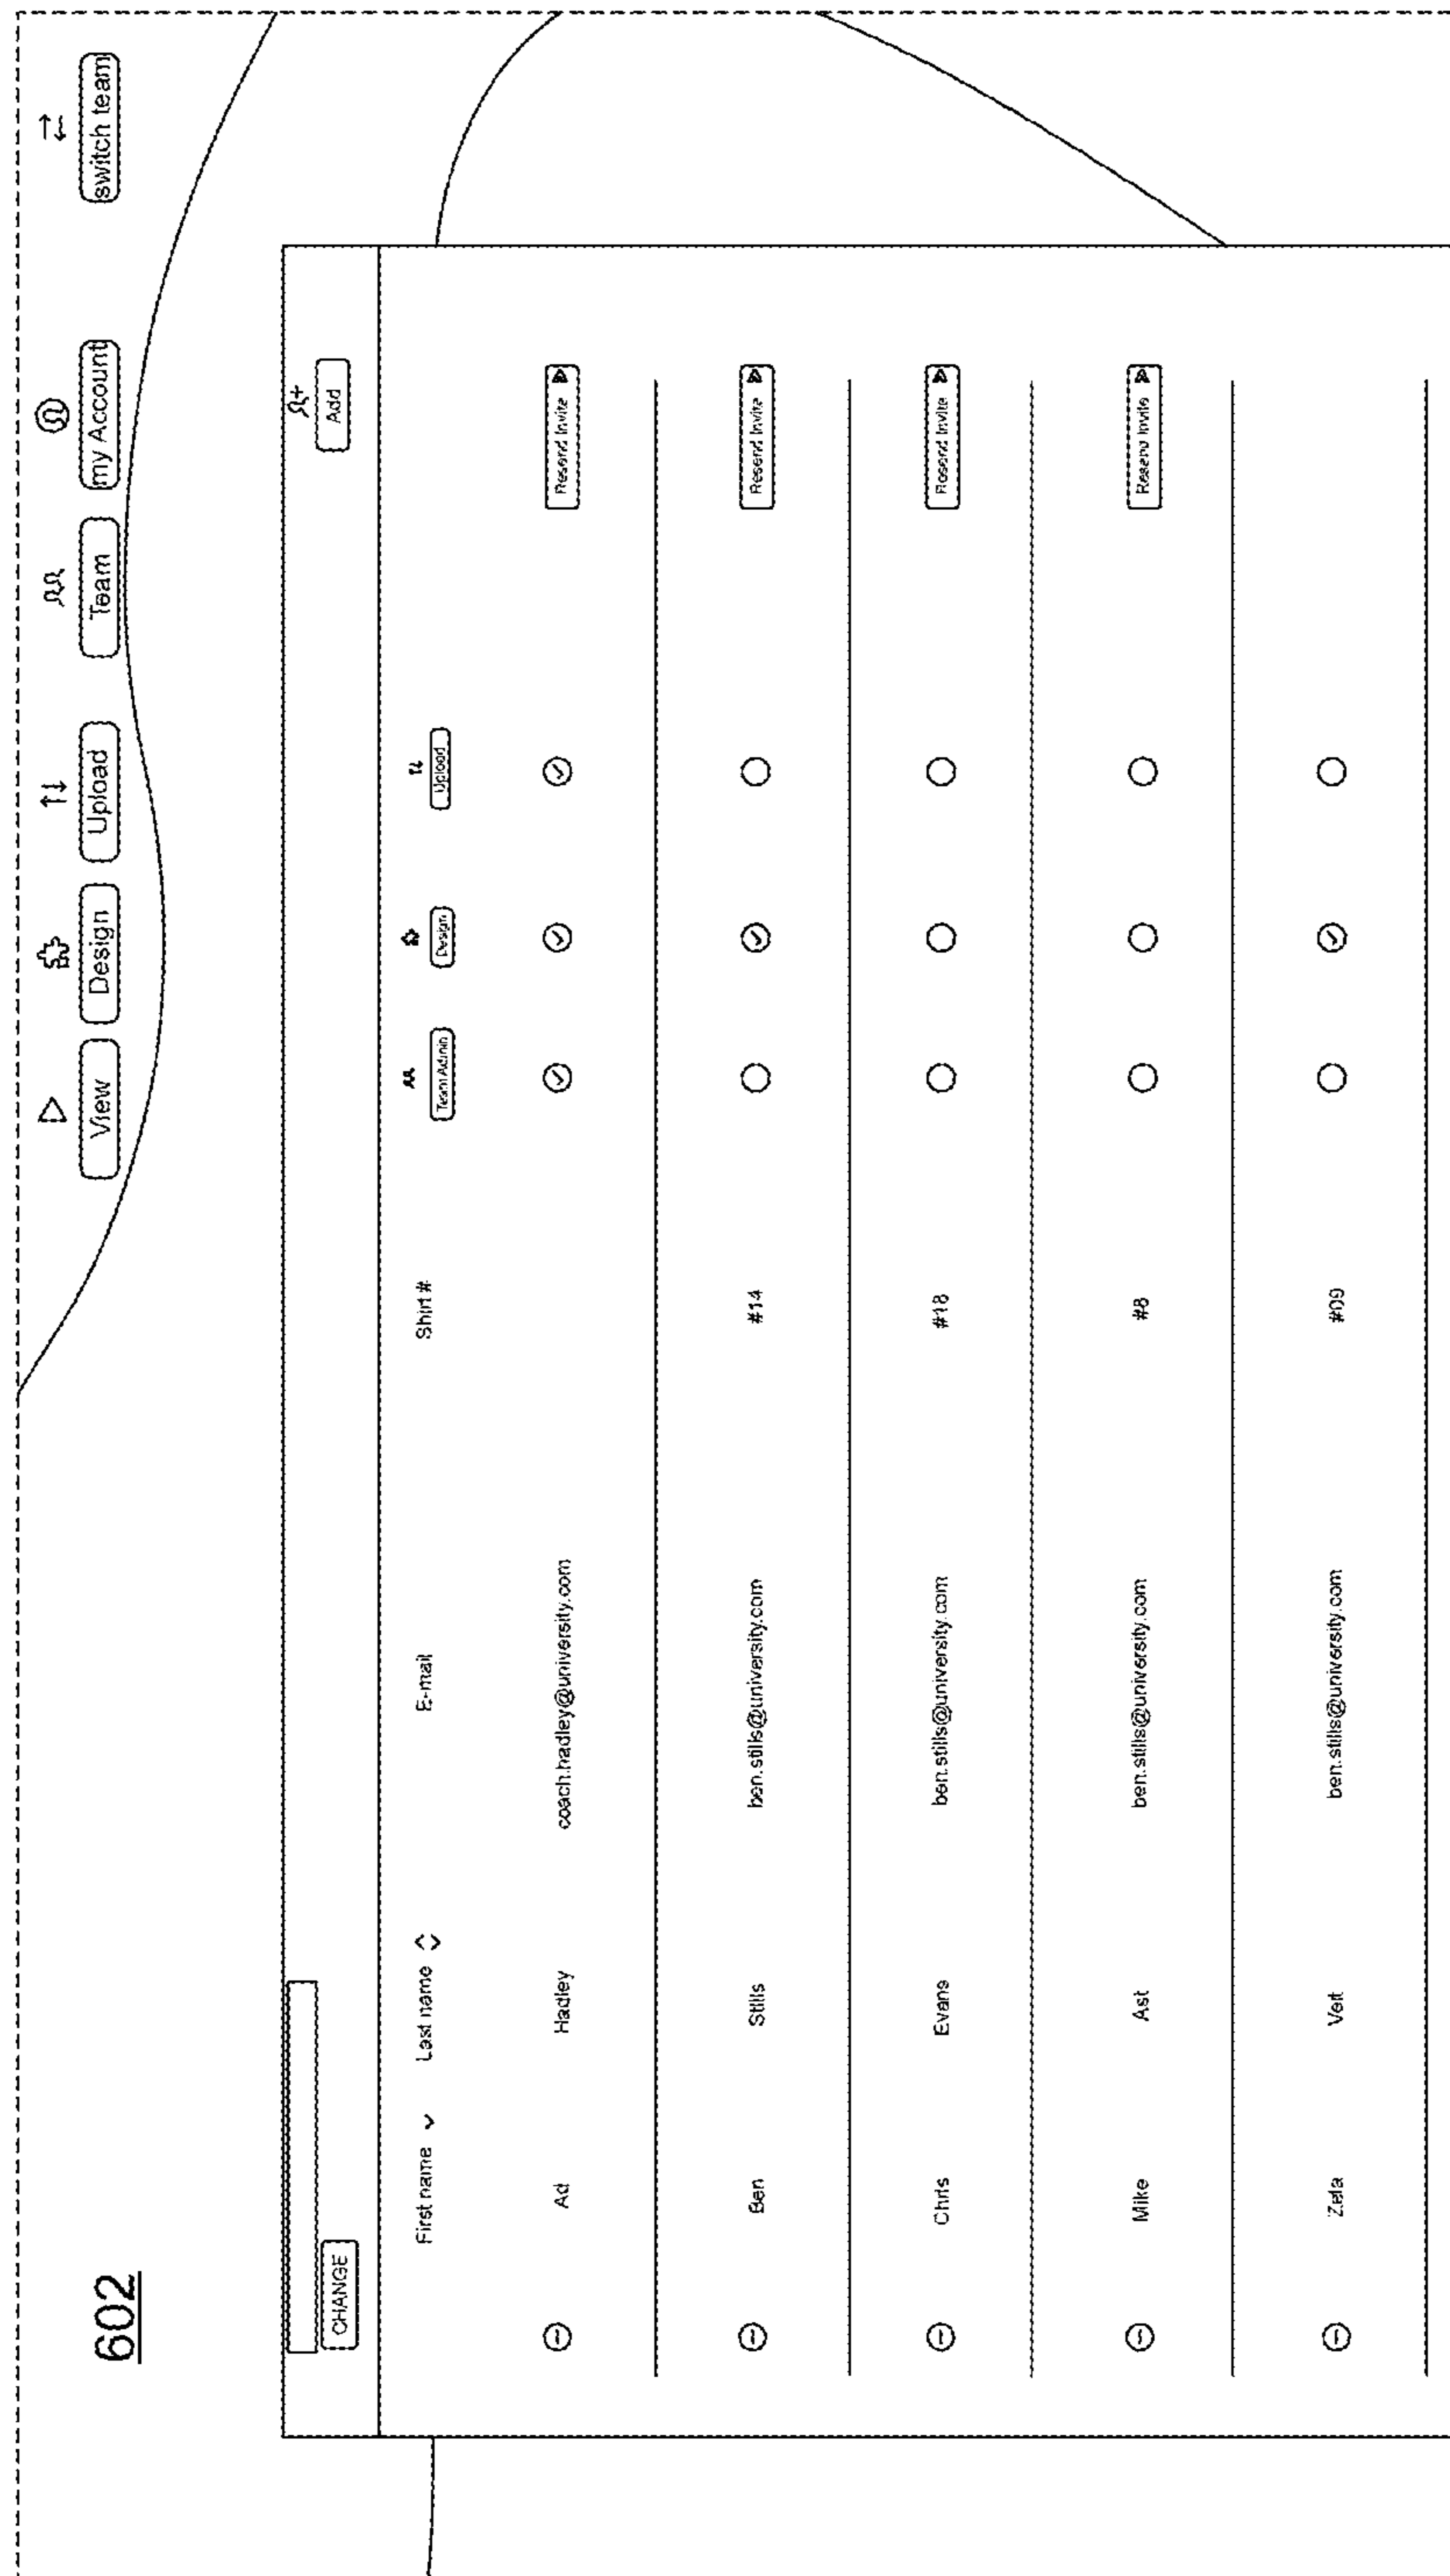 602
View Design Upload Team my Account switch team
CHANGE Add
First name Last name E-mail Shirt # Team Admin Design Upload
Ad Hadley coach.hadley@university.com Resend Invite
Ben Stills ben.stills@university.com #14 Resend Invite
Chris Evans ben.stills@university.com #18 Resend Invite
Mike Ast ben.stills@university.com #8 Resend Invite
ben.stills@university.com #09